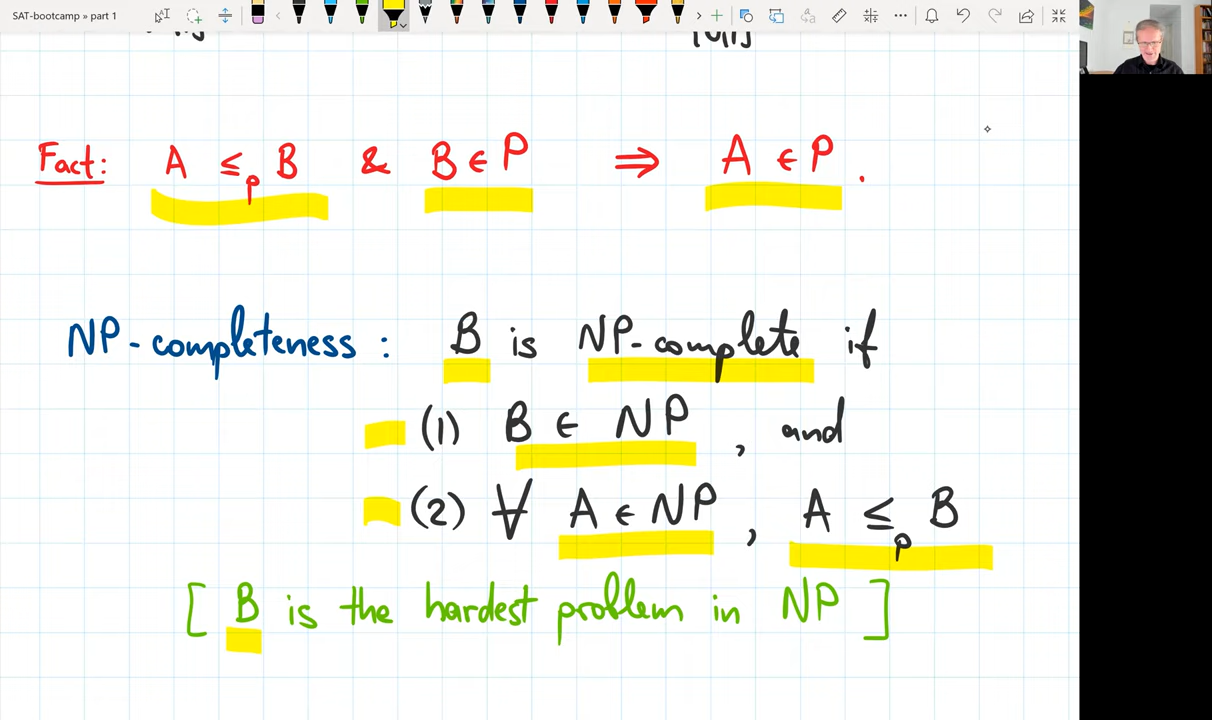 SAT-bootcamp » part 1
Fact: A ≤p B & B ∈ P ⇒ A ∈ P.
NP-completeness: B is NP-complete if
(1) B ∈ NP, and
(2) ∀ A ∈ NP, A ≤p B
[B is the hardest problem in NP]